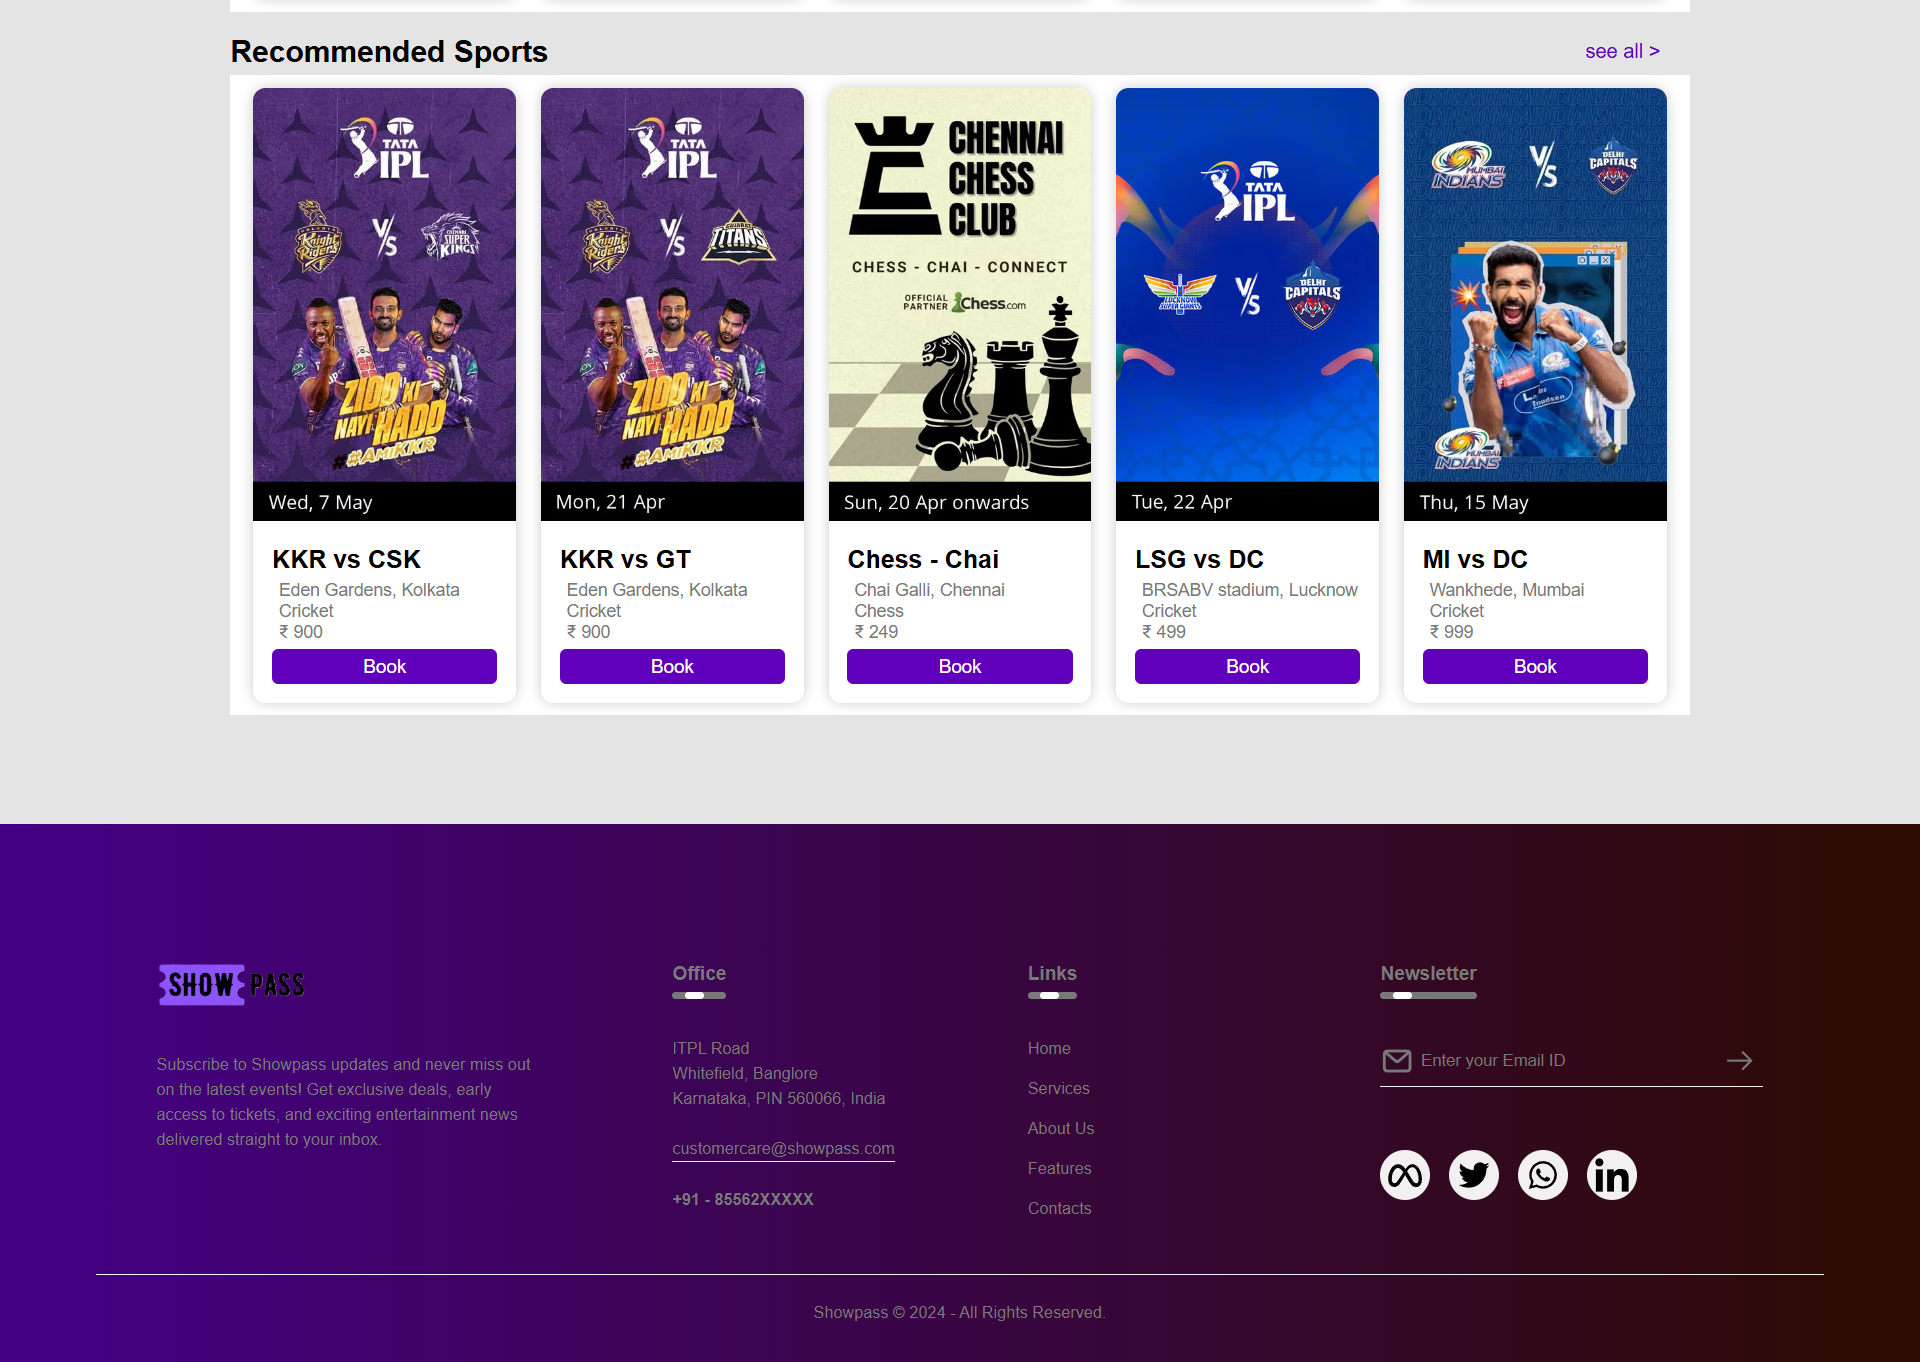 Recommended Sports
see all >
TATA
IPL
Kolkata
Knight
Riders
VS
CHENNAI
SUPER
KINGS
ZIDD KI
NAYI HADD
##AMIKKR
Wed, 7 May
KKR vs CSK
Eden Gardens, Kolkata
Cricket
₹ 900
Book
TATA
IPL
Kolkata
Knight
Riders
VS
GUJARAT
TITANS
ZIDD KI
NAYI HADD
##AMIKKR
Mon, 21 Apr
KKR vs GT
Eden Gardens, Kolkata
Cricket
₹ 900
Book
CHENNAI
CHESS
CLUB
CHESS - CHAI - CONNECT
OFFICIAL
PARTNER
Chess.com
Sun, 20 Apr onwards
Chess - Chai
Chai Galli, Chennai
Chess
₹ 249
Book
TATA
IPL
LUCKNOW
SUPER GIANTS
VS
DELHI
CAPITALS
Tue, 22 Apr
LSG vs DC
BRSABV stadium, Lucknow
Cricket
₹ 499
Book
MUMBAI
INDIANS
VS
DELHI
CAPITALS
MUMBAI
INDIANS
Thu, 15 May
MI vs DC
Wankhede, Mumbai
Cricket
₹ 999
Book
SHOW PASS
Subscribe to Showpass updates and never miss out
on the latest events! Get exclusive deals, early
access to tickets, and exciting entertainment news
delivered straight to your inbox.
Office
ITPL Road
Whitefield, Banglore
Karnataka, PIN 560066, India
customercare@showpass.com
+91 - 85562XXXXX
Links
Home
Services
About Us
Features
Contacts
Newsletter
Enter your Email ID
in
Showpass © 2024 - All Rights Reserved.